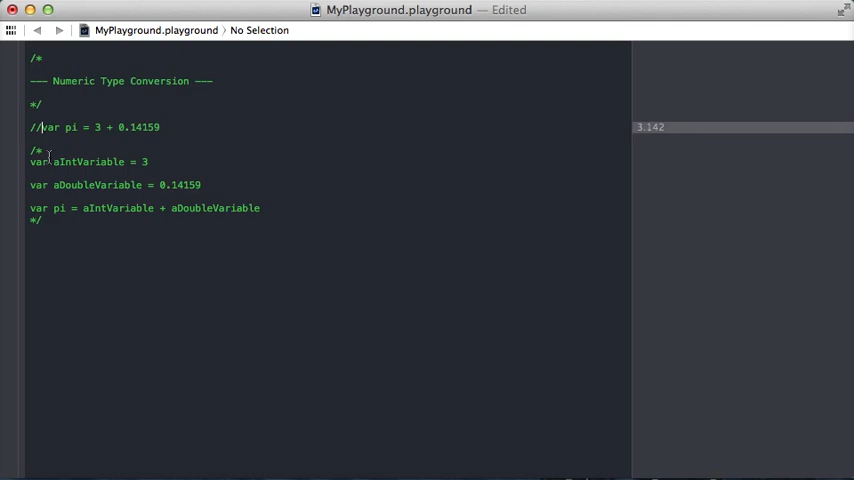 MyPlayground.playground — Edited
MyPlayground.playground 〉 No Selection
/*
--- Numeric Type Conversion ---
*/
//var pi = 3 + 0.14159
3.142
/*
var aIntVariable = 3
var aDoubleVariable = 0.14159
var pi = aIntVariable + aDoubleVariable
*/